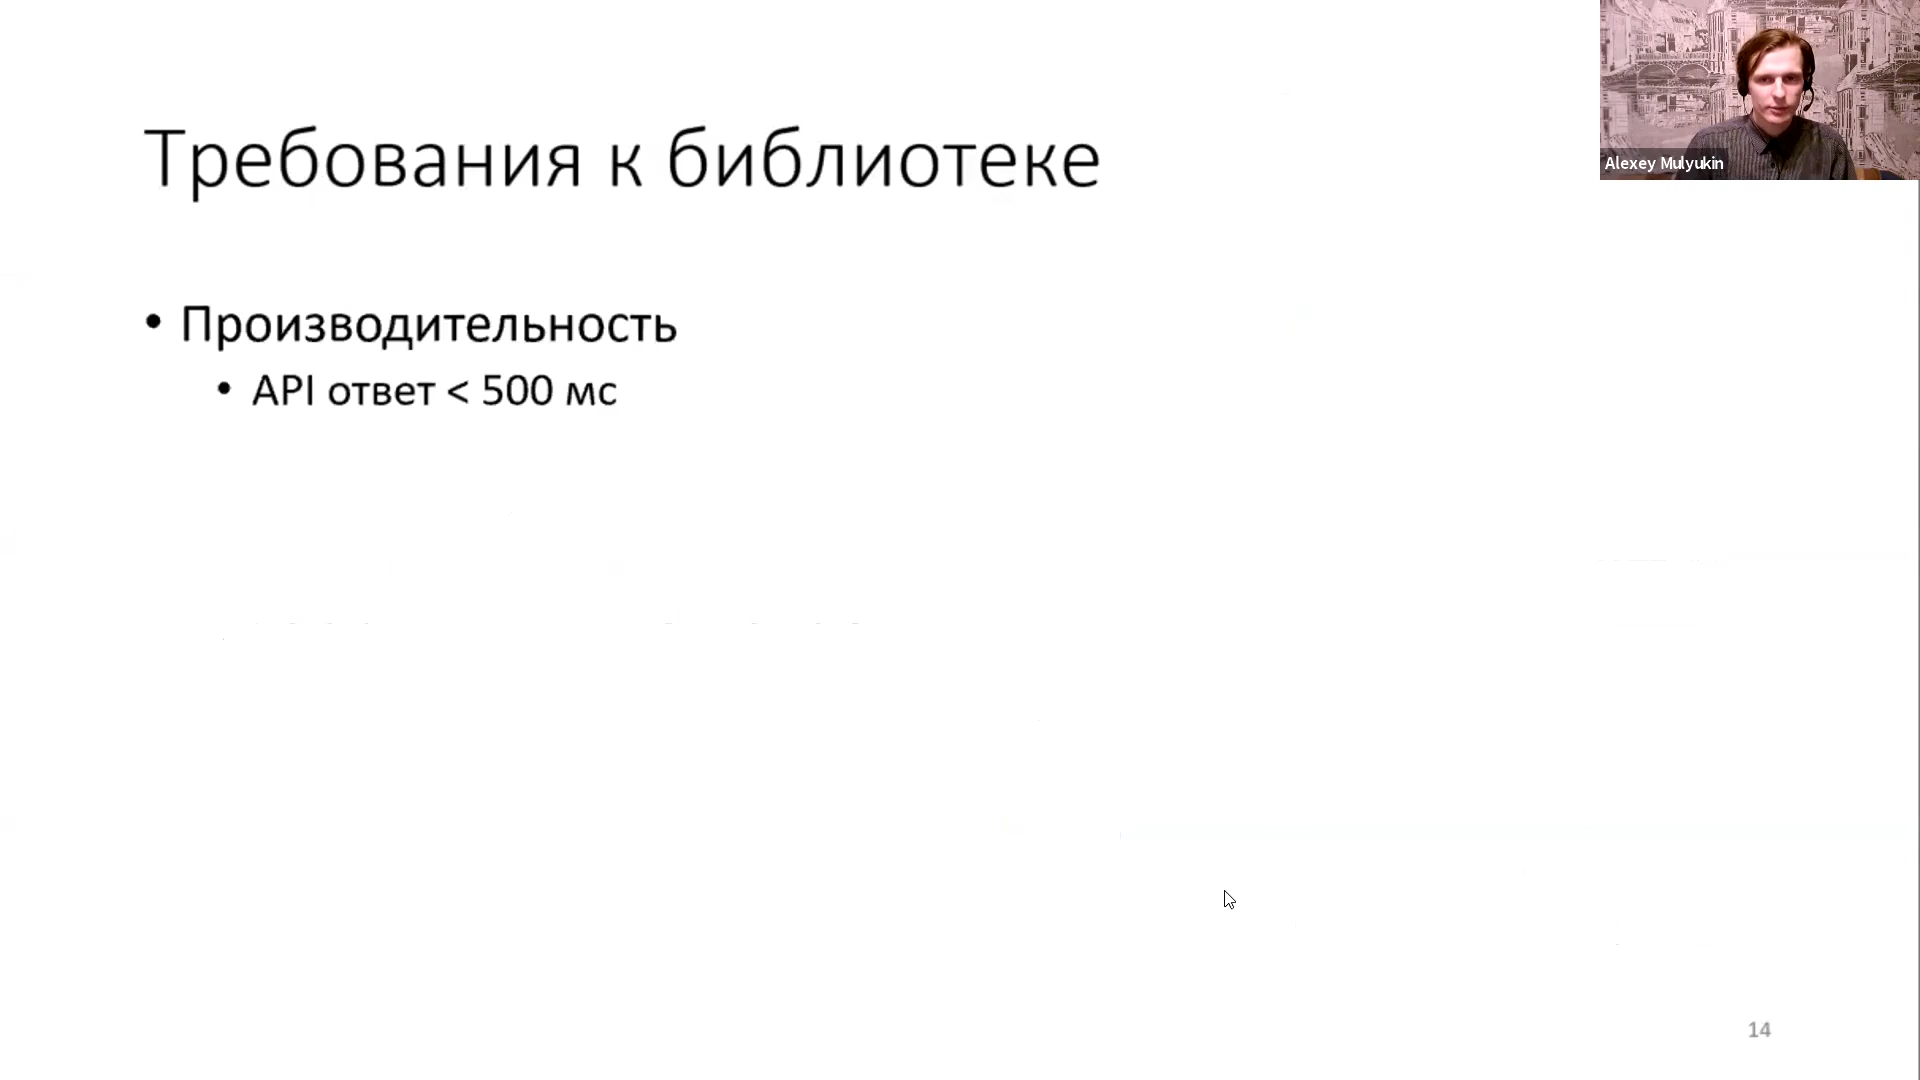 Требования к библиотеке
Alexey Mulyukin
• Производительность
• API ответ < 500 мс
14